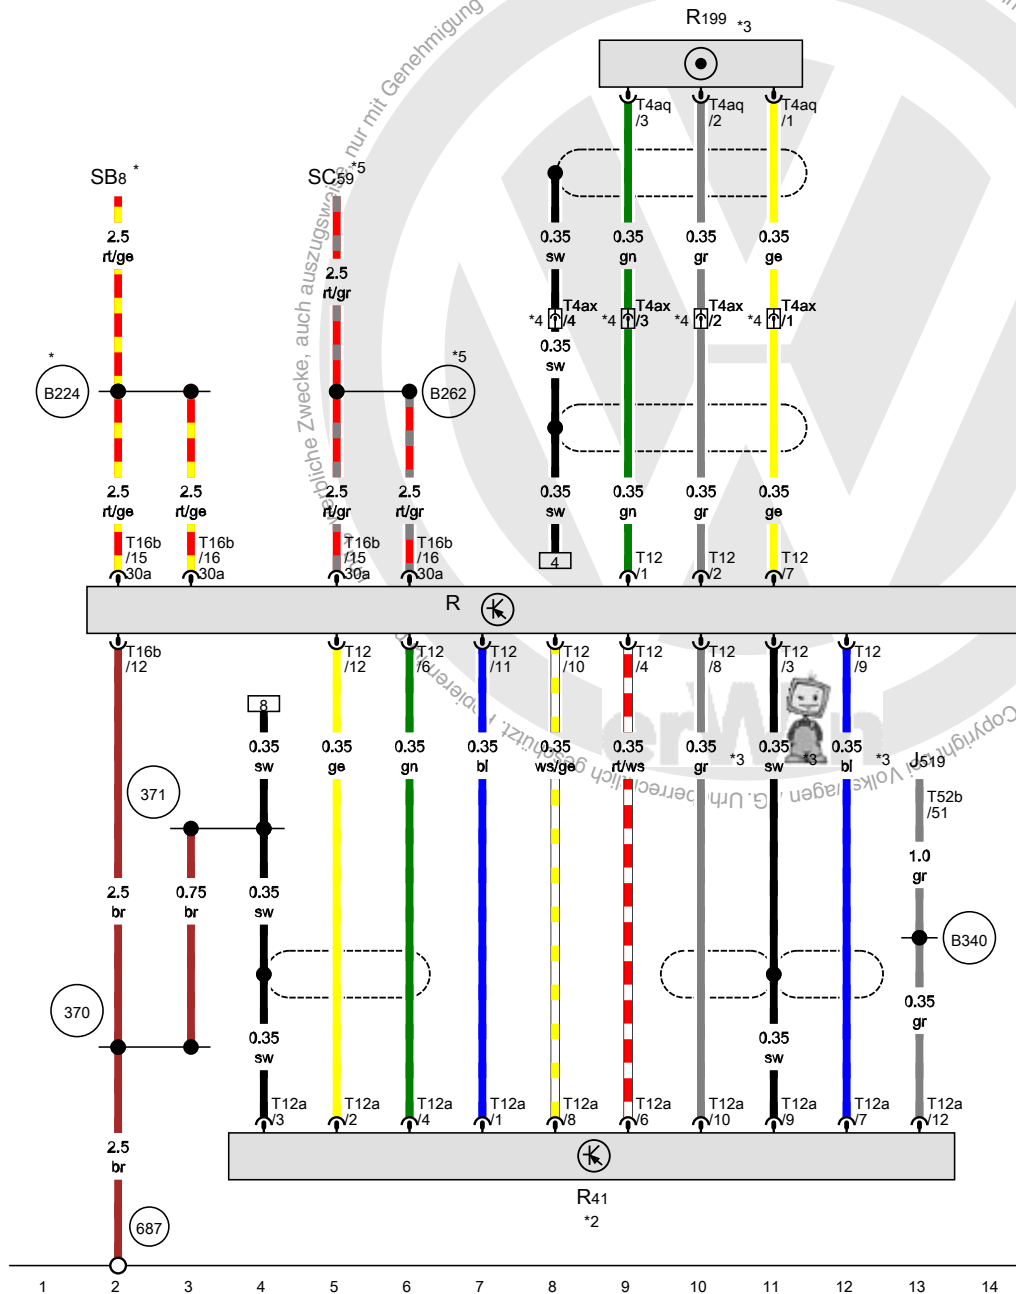 R199 *3
T4aq T4aq T4aq
/3 /2 /1
SB8 * SC59 *5
2.5 0.35 0.35 0.35 0.35
rt/ge sw gn gr ge
2.5
rt/gr
T4ax T4ax T4ax T4ax
*4 /4 *4 /3 *4 /2 *4 /1
0.35
sw
* *5
B224 B262
2.5 2.5 2.5 2.5 0.35 0.35 0.35 0.35
rt/ge rt/ge rt/gr rt/gr sw gn gr ge
T16b T16b T16b T16b T12 T12 T12
/15 /16 /15 /16 4 /1 /2 /7
30a 30a 30a 30a
R
T16b T12 T12 T12 T12 T12 T12 T12 T12
/12 /12 /6 /11 /10 /4 /8 /3 /9
8
0.35 0.35 0.35 0.35 0.35 0.35 0.35 0.35 0.35
sw ge gn bl ws/ge rt/ws gr *3 sw *3 bl *3 J519
371 T52b
/51
1.0
gr
2.5 0.75 0.35
br br sw
B340
370 0.35
gr
0.35 0.35
sw sw
T12a T12a T12a T12a T12a T12a T12a T12a T12a T12a
/3 /2 /4 /1 /8 /6 /10 /9 /7 /12
2.5
br
R41
*2
687
1 2 3 4 5 6 7 8 9 10 11 12 13 14
erWin
nur mit Genehmigung
Zwecke, auch auszugsweise,